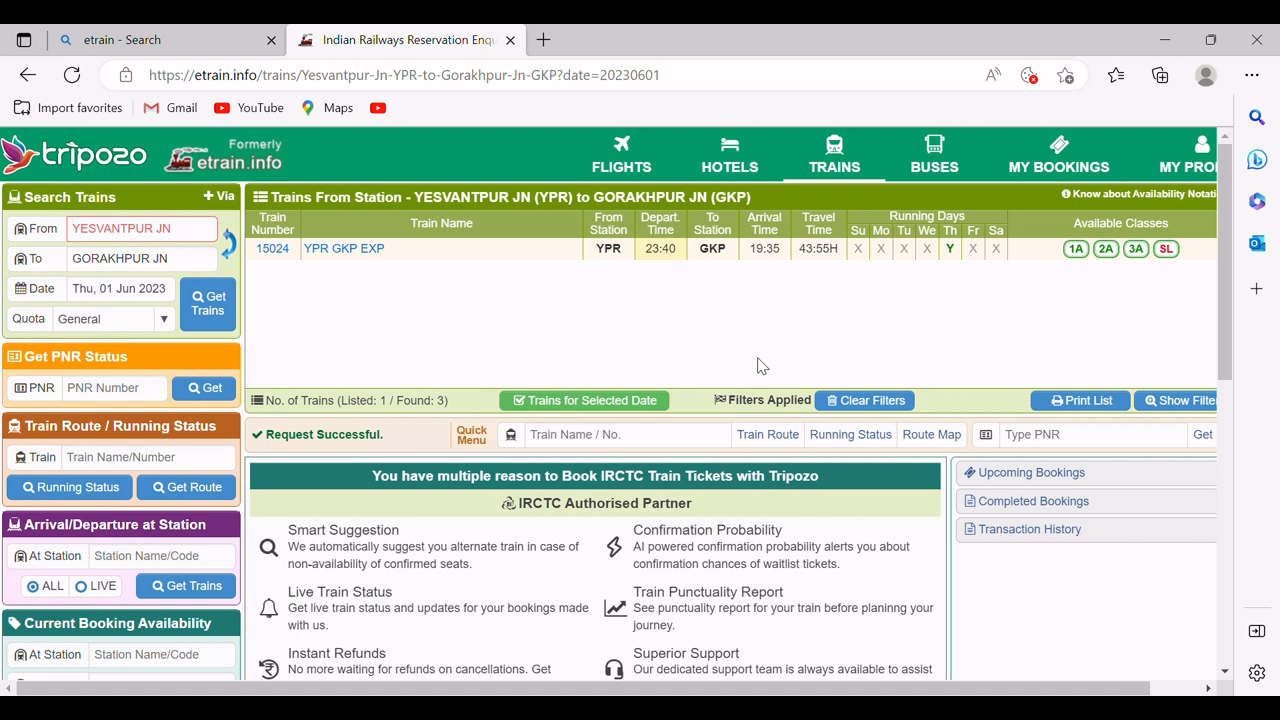 etrain - Search
Indian Railways Reservation Enqu
https://etrain.info/trains/Yesvantpur-Jn-YPR-to-Gorakhpur-Jn-GKP?date=20230601
Import favorites Gmail YouTube Maps
tripozo Formerly etrain.info
FLIGHTS HOTELS TRAINS BUSES MY BOOKINGS MY PRO
Search Trains + Via
From YESVANTPUR JN
To GORAKHPUR JN
Date Thu, 01 Jun 2023
Quota General
Get Trains
Trains From Station - YESVANTPUR JN (YPR) to GORAKHPUR JN (GKP) Know about Availability Notati
Train Number Train Name From Station Depart. Time To Station Arrival Time Travel Time Running Days Available Classes
Su Mo Tu We Th Fr Sa
15024 YPR GKP EXP YPR 23:40 GKP 19:35 43:55H X X X X Y X X 1A 2A 3A SL
Get PNR Status
PNR PNR Number Get
No. of Trains (Listed: 1 / Found: 3) Trains for Selected Date Filters Applied Clear Filters Print List Show Filte
Train Route / Running Status
Train Train Name/Number
Running Status Get Route
Request Successful. Quick Menu Train Name / No. Train Route Running Status Route Map Type PNR Get
Arrival/Departure at Station
At Station Station Name/Code
ALL LIVE Get Trains
Current Booking Availability
At Station Station Name/Code
You have multiple reason to Book IRCTC Train Tickets with Tripozo
IRCTC Authorised Partner
Smart Suggestion
We automatically suggest you alternate train in case of
non-availability of confirmed seats.
Confirmation Probability
AI powered confirmation probability alerts you about
confirmation chances of waitlist tickets.
Live Train Status
Get live train status and updates for your bookings made
with us.
Train Punctuality Report
See punctuality report for your train before planinng your
journey.
Instant Refunds
No more waiting for refunds on cancellations. Get
Superior Support
Our dedicated support team is always available to assist
Upcoming Bookings
Completed Bookings
Transaction History